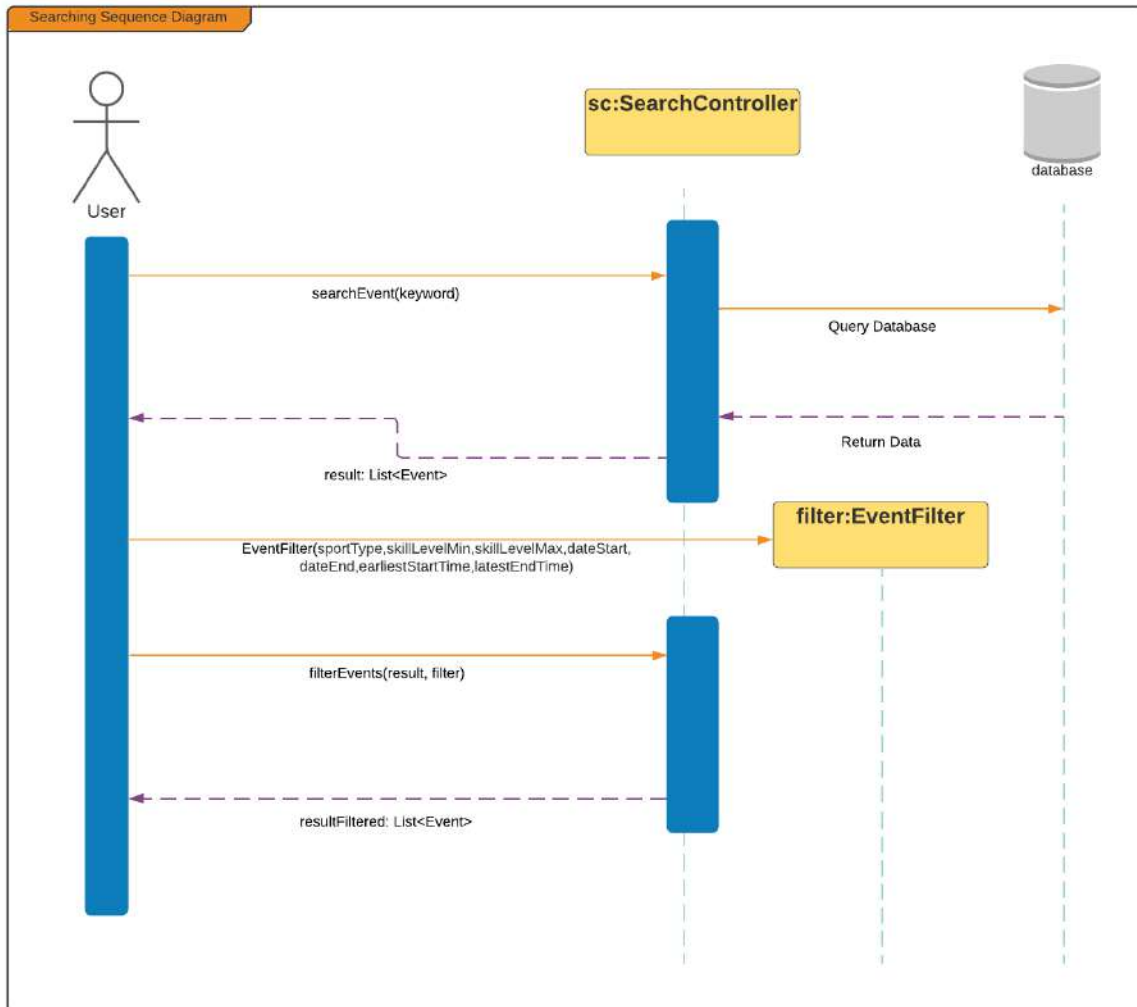 Searching Sequence Diagram
sc:SearchController
database
User
searchEvent(keyword)
Query Database
Return Data
result: List<Event>
filter:EventFilter
EventFilter(sportType,skillLevelMin,skillLevelMax,dateStart,
dateEnd,earliestStartTime,latestEndTime)
filterEvents(result, filter)
resultFiltered: List<Event>